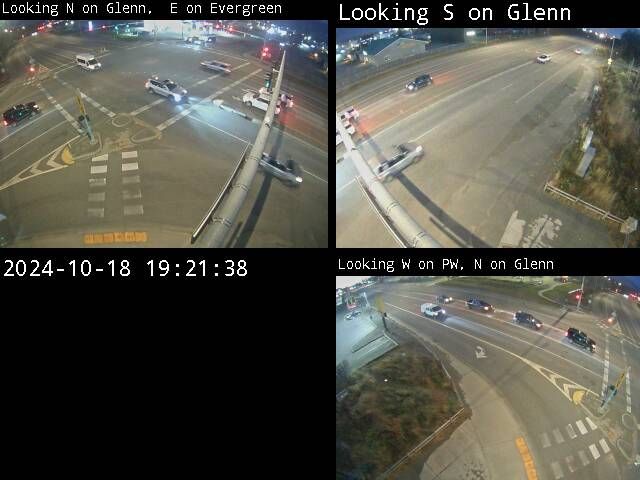 Looking N on Glenn,  E on Evergreen
Looking S on Glenn
2024-10-18 19:21:38
Looking W on PW, N on Glenn